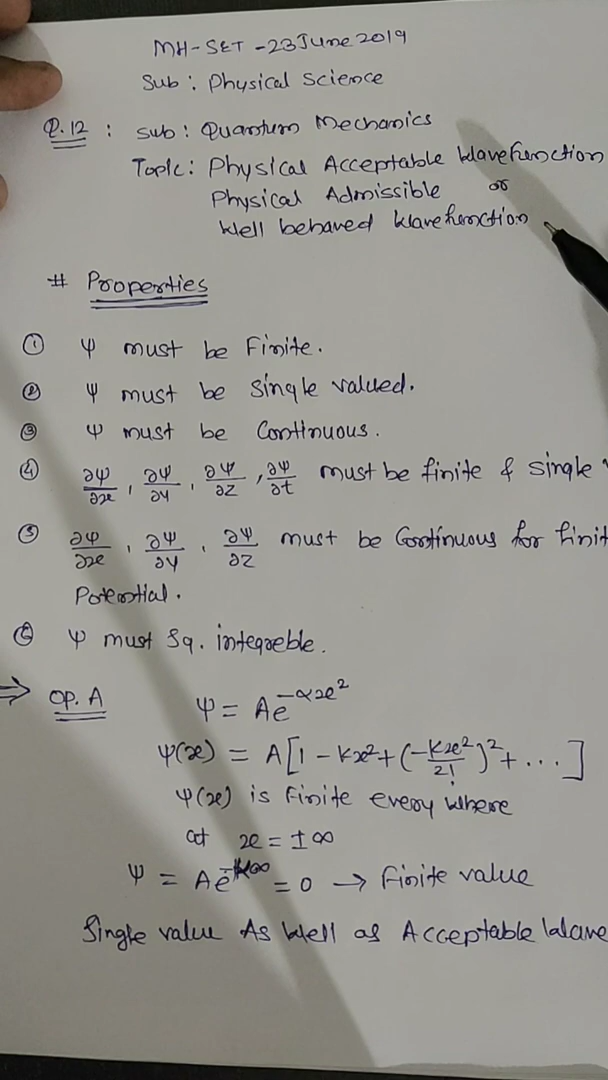 MH-SET - 23 June 2019
Sub : Physical Science
Q.12 : Sub: Quantum Mechanics
Topic: Physical Acceptable Wavefunction
Physical Admissible or
Well behaved Wavefunction
# Properties
① ψ must be Finite.
② ψ must be Single valued.
③ ψ must be Continuous.
④ ∂ψ/∂x , ∂ψ/∂y , ∂ψ/∂z , ∂ψ/∂t must be finite & single
⑤ ∂ψ/∂x , ∂ψ/∂y , ∂ψ/∂z must be Continuous for finit
Potential.
⑥ ψ must Sq. integreble.
⇒ OP. A ψ = Ae^{-αx²}
ψ(x) = A[1 - Kx² + (-Kx²/2!)² + ...]
ψ(x) is Finite every where
at x = ±∞
ψ = Ae^{-∞} = 0 → Finite value
Single value As Well as Acceptable Wave